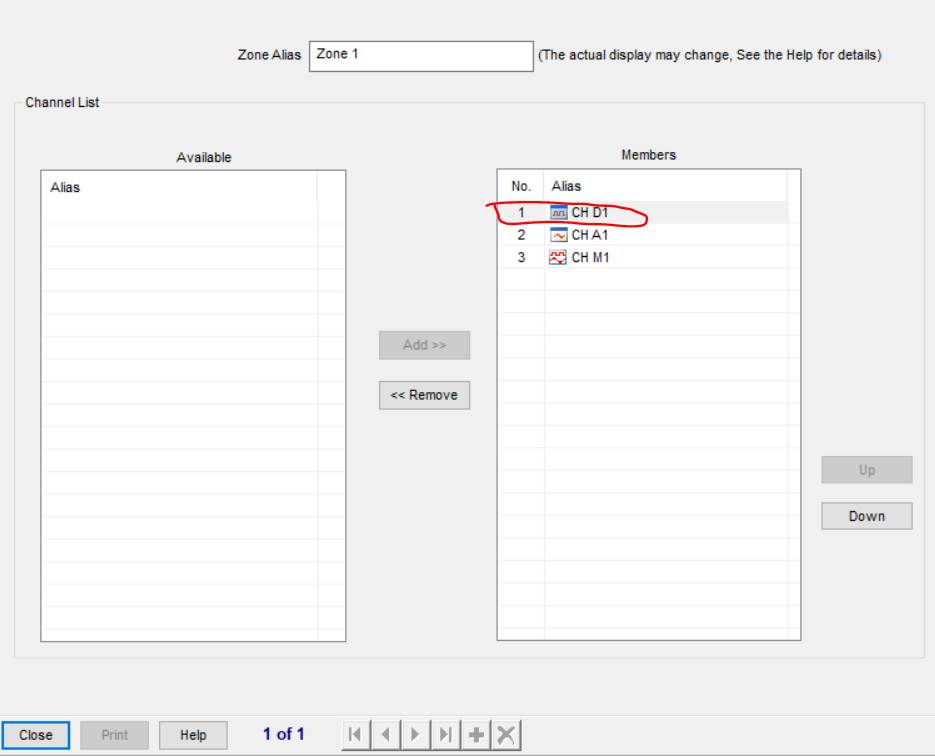 Zone Alias Zone 1 (The actual display may change, See the Help for details)
Channel List
Available
Alias
Members
No. Alias
1 CH D1
2 CH A1
3 CH M1
Add >>
<< Remove
Up
Down
Close Print Help 1 of 1